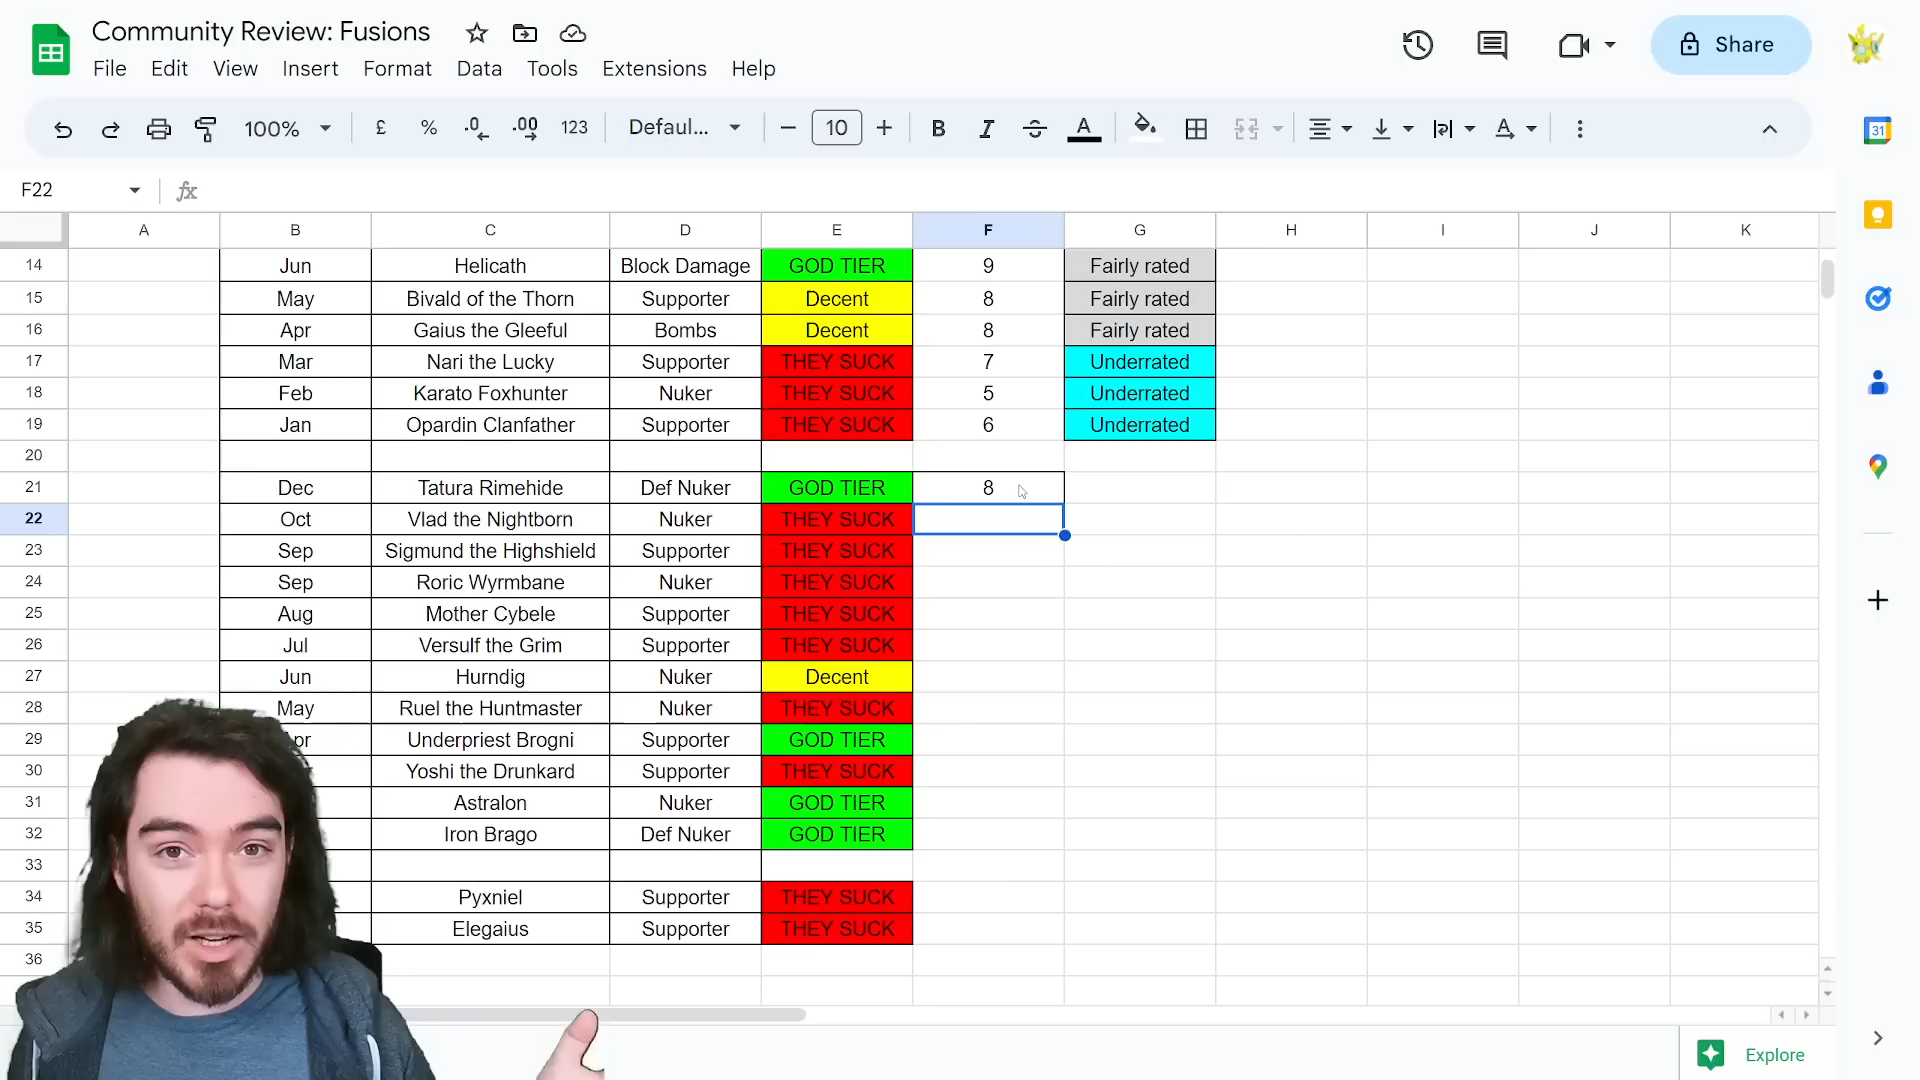 Community Review: Fusions
Share
File Edit View Insert Format Data Tools Extensions Help
100% £ % .0 .00 123 Defaul... 10 B I A A
31
F22 fx
A B C D E F G H I J K
14 Jun Helicath Block Damage GOD TIER 9 Fairly rated
15 May Bivald of the Thorn Supporter Decent 8 Fairly rated
16 Apr Gaius the Gleeful Bombs Decent 8 Fairly rated
17 Mar Nari the Lucky Supporter THEY SUCK 7 Underrated
18 Feb Karato Foxhunter Nuker THEY SUCK 5 Underrated
19 Jan Opardin Clanfather Supporter THEY SUCK 6 Underrated
20
21 Dec Tatura Rimehide Def Nuker GOD TIER 8
22 Oct Vlad the Nightborn Nuker THEY SUCK
23 Sep Sigmund the Highshield Supporter THEY SUCK
24 Sep Roric Wyrmbane Nuker THEY SUCK
25 Aug Mother Cybele Supporter THEY SUCK
26 Jul Versulf the Grim Supporter THEY SUCK
27 Jun Hurndig Nuker Decent
28 May Ruel the Huntmaster Nuker THEY SUCK
29 pr Underpriest Brogni Supporter GOD TIER
30 Yoshi the Drunkard Supporter THEY SUCK
31 Astralon Nuker GOD TIER
32 Iron Brago Def Nuker GOD TIER
33
34 Pyxniel Supporter THEY SUCK
35 Elegaius Supporter THEY SUCK
36
Explore